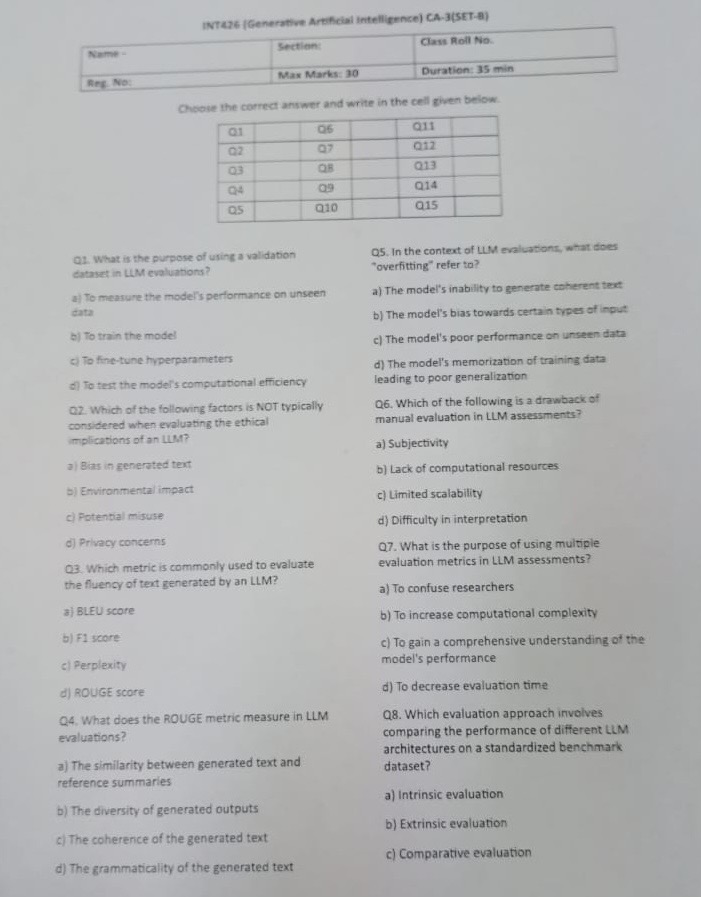 INT426 (Generative Artificial Intelligence) CA-3(SET-B)
Name -
Section:
Class Roll No.
Reg. No:
Max Marks: 30
Duration: 35 min
Choose the correct answer and write in the cell given below.
Q1 Q6 Q11
Q2 Q7 Q12
Q3 Q8 Q13
Q4 Q9 Q14
Q5 Q10 Q15
Q1. What is the purpose of using a validation
dataset in LLM evaluations?
a) To measure the model's performance on unseen
data
b) To train the model
c) To fine-tune hyperparameters
d) To test the model's computational efficiency
Q2. Which of the following factors is NOT typically
considered when evaluating the ethical
implications of an LLM?
a) Bias in generated text
b) Environmental impact
c) Potential misuse
d) Privacy concerns
Q3. Which metric is commonly used to evaluate
the fluency of text generated by an LLM?
a) BLEU score
b) F1 score
c) Perplexity
d) ROUGE score
Q4. What does the ROUGE metric measure in LLM
evaluations?
a) The similarity between generated text and
reference summaries
b) The diversity of generated outputs
c) The coherence of the generated text
d) The grammaticality of the generated text
Q5. In the context of LLM evaluations, what does
"overfitting" refer to?
a) The model's inability to generate coherent text
b) The model's bias towards certain types of input
c) The model's poor performance on unseen data
d) The model's memorization of training data
leading to poor generalization
Q6. Which of the following is a drawback of
manual evaluation in LLM assessments?
a) Subjectivity
b) Lack of computational resources
c) Limited scalability
d) Difficulty in interpretation
Q7. What is the purpose of using multiple
evaluation metrics in LLM assessments?
a) To confuse researchers
b) To increase computational complexity
c) To gain a comprehensive understanding of the
model's performance
d) To decrease evaluation time
Q8. Which evaluation approach involves
comparing the performance of different LLM
architectures on a standardized benchmark
dataset?
a) Intrinsic evaluation
b) Extrinsic evaluation
c) Comparative evaluation